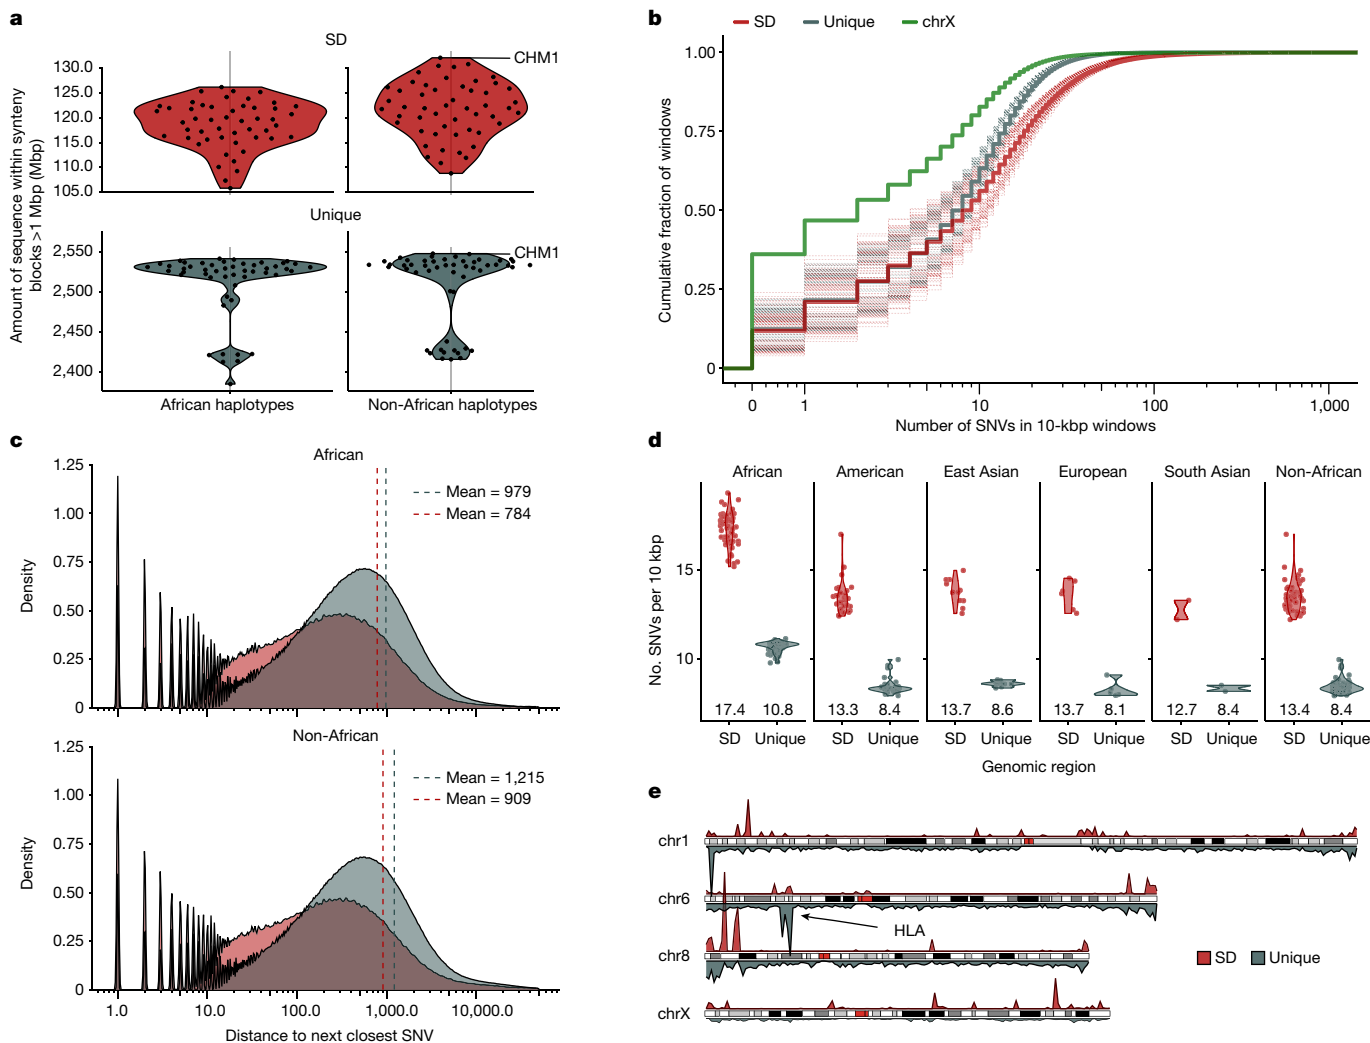 a
SD
Amount of sequence within synteny
blocks >1 Mbp (Mbp)
130.0
125.0
120.0
115.0
110.0
105.0
CHM1
Unique
2,550
2,500
2,450
2,400
CHM1
African haplotypes
Non-African haplotypes
b
SD
Unique
chrX
Cumulative fraction of windows
1.00
0.75
0.50
0.25
0
0
1
10
100
1,000
Number of SNVs in 10-kbp windows
c
African
Density
1.25
1.00
0.75
0.50
0.25
0
Mean = 979
Mean = 784
Non-African
Density
1.25
1.00
0.75
0.50
0.25
0
Mean = 1,215
Mean = 909
1.0
10.0
100.0
1,000.0
10,000.0
Distance to next closest SNV
d
African
American
East Asian
European
South Asian
Non-African
No. SNVs per 10 kbp
15
10
17.4
10.8
13.3
8.4
13.7
8.6
13.7
8.1
12.7
8.4
13.4
8.4
SD
Unique
SD
Unique
SD
Unique
SD
Unique
SD
Unique
SD
Unique
Genomic region
e
chr1
chr6
HLA
chr8
SD
Unique
chrX